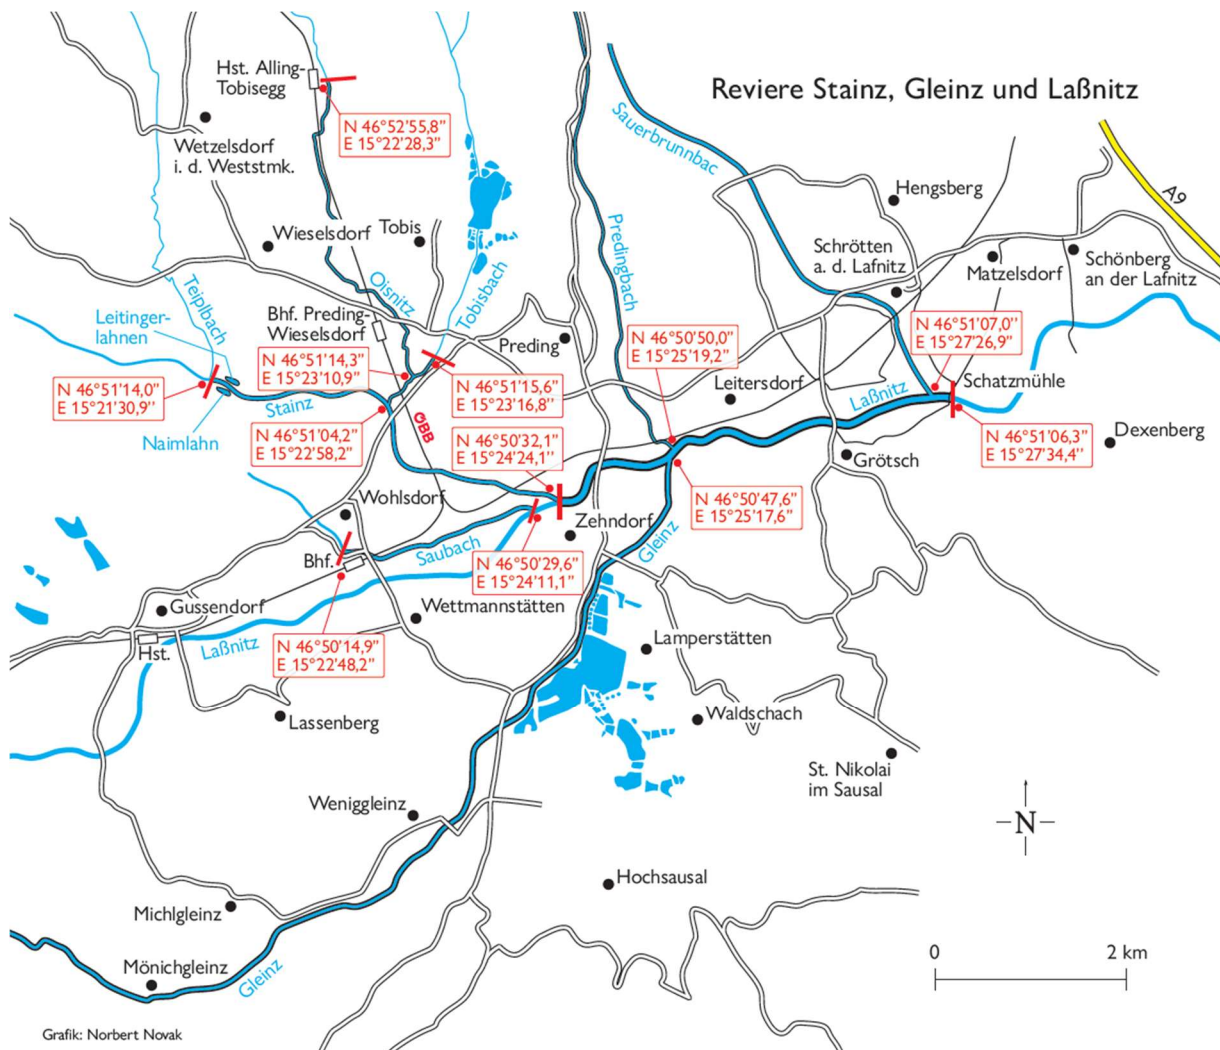 Reviere Stainz, Gleinz und Laßnitz
Hst. Alling-
Tobisegg
N 46°52'55,8"
E 15°22'28,3"
Wetzelsdorf
i. d. Weststmk.
Sauerbrunnbac
A9
Hengsberg
Wieselsdorf
Tobis
Predingbach
Schrötten
a. d. Lafnitz
Matzelsdorf
Schönberg
an der Lafnitz
Teiplbach
Oisnitz
Tobisbach
Leitinger-
lahnen
Bhf. Preding-
Wieselsdorf
Preding
N 46°50'50,0"
E 15°25'19,2"
N 46°51'07,0"
E 15°27'26,9"
N 46°51'14,3"
E 15°23'10,9"
N 46°51'14,0"
E 15°21'30,9"
N 46°51'15,6"
E 15°23'16,8"
Leitersdorf
Laßnitz
Schatzmühle
Stainz
Naimlahn
ÖBB
N 46°51'04,2"
E 15°22'58,2"
N 46°50'32,1"
E 15°24'24,1''
N 46°51'06,3"
E 15°27'34,4''
Dexenberg
Grötsch
Wohlsdorf
N 46°50'47,6"
E 15°25'17,6"
Zehndorf
Gleinz
Saubach
Bhf.
N 46°50'29,6"
E 15°24'11,1"
Gussendorf
Wettmannstätten
Laßnitz
Hst.
N 46°50'14,9"
E 15°22'48,2"
Lamperstätten
Lassenberg
Waldschach
St. Nikolai
im Sausal
Weniggleinz
N
Hochsausal
Michlgleinz
Mönichgleinz
Gleinz
0 2 km
Grafik: Norbert Novak